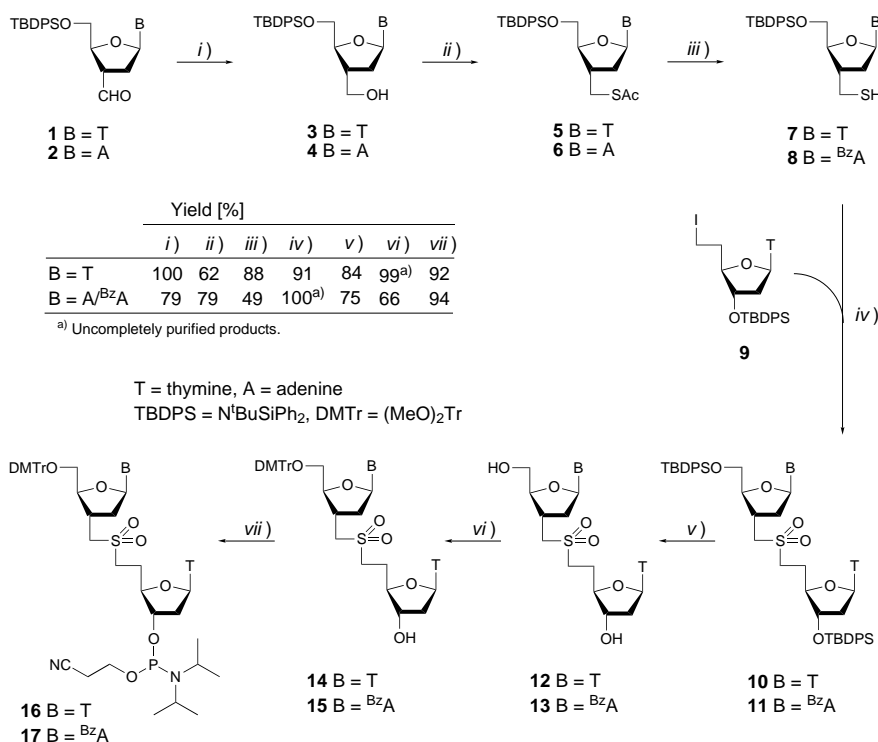 TBDPSO O B
CHO
1 B = T
2 B = A
i )
TBDPSO O B
OH
3 B = T
4 B = A
ii )
TBDPSO O B
SAc
5 B = T
6 B = A
iii )
TBDPSO O B
SH
7 B = T
8 B = BzA
Yield [%]
i ) ii ) iii ) iv ) v ) vi ) vii )
B = T 100 62 88 91 84 99a) 92
B = A/BzA 79 79 49 100a) 75 66 94
a) Uncompletely purified products.
I
O T
OTBDPS
9
iv )
T = thymine, A = adenine
TBDPS = NtBuSiPh2, DMTr = (MeO)2Tr
DMTrO O B
S O O
O T
O
NC O P N
16 B = T
17 B = BzA
vii )
DMTrO O B
S O O
O T
OH
14 B = T
15 B = BzA
vi )
HO O B
S O O
O T
OH
12 B = T
13 B = BzA
v )
TBDPSO O B
S O O
O T
OTBDPS
10 B = T
11 B = BzA